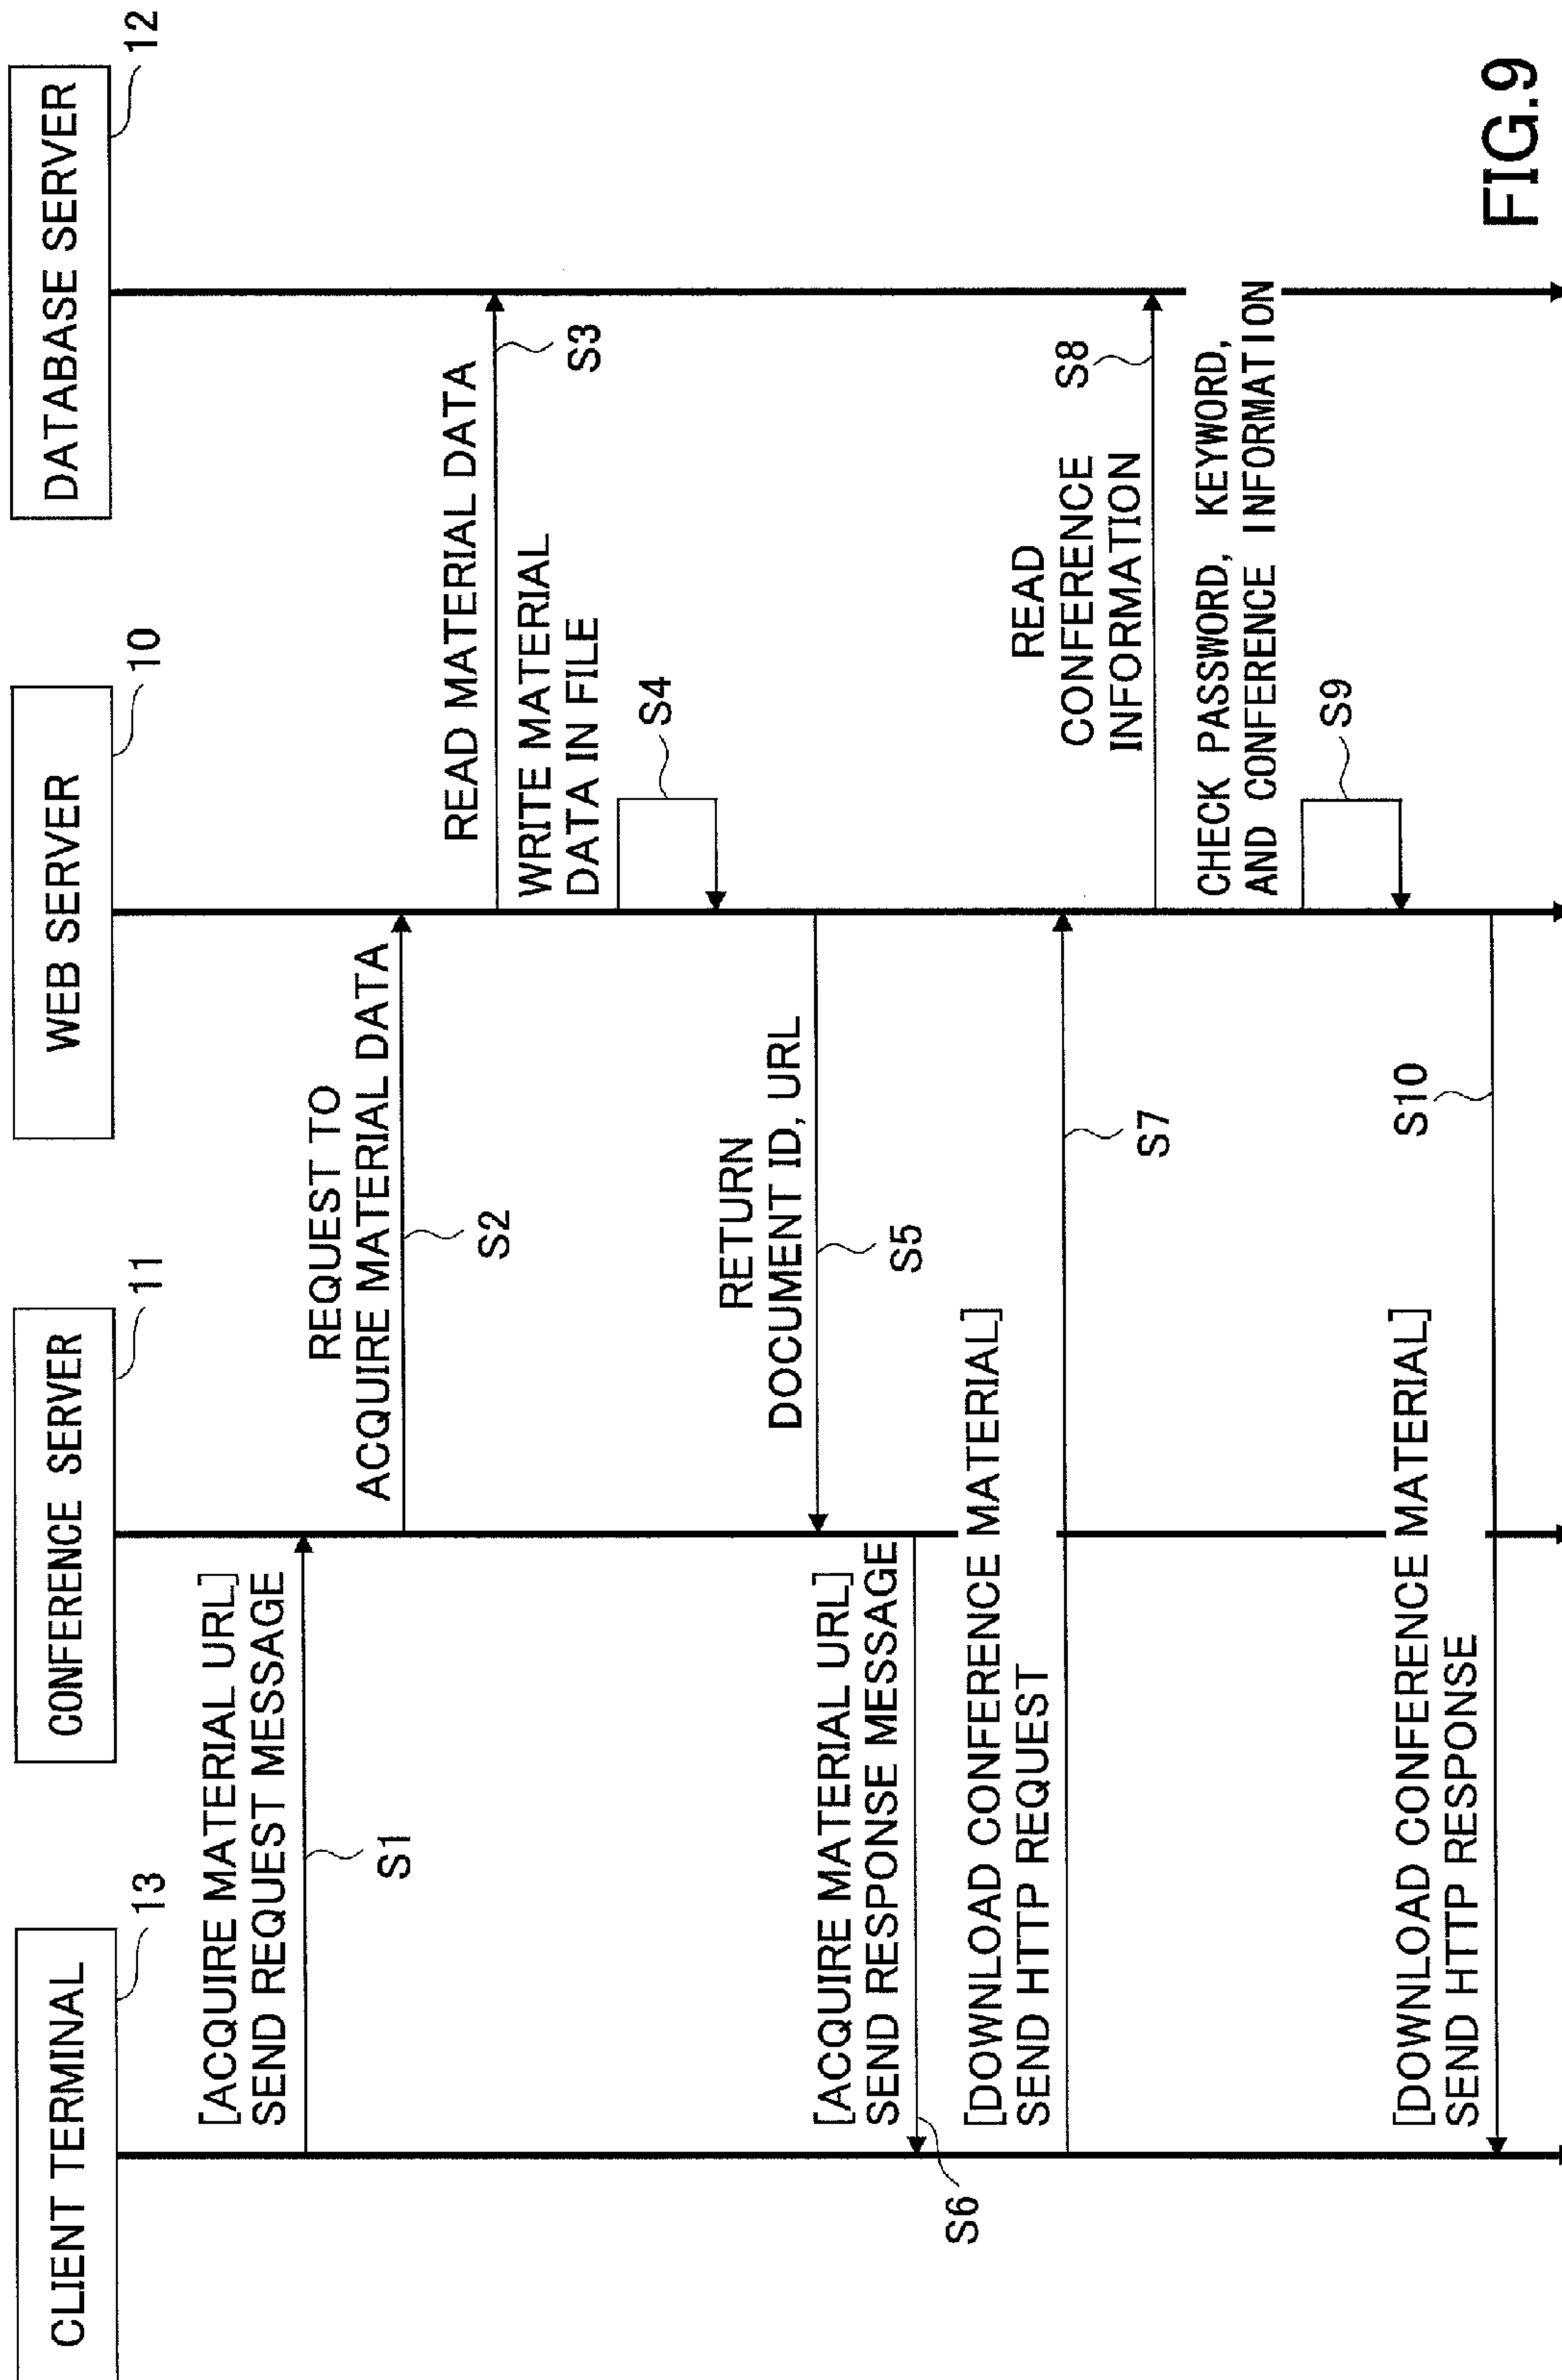 CLIENT TERMINAL
13
CONFERENCE SERVER
11
WEB SERVER
10
DATABASE SERVER
12
[ACQUIRE MATERIAL URL]
SEND REQUEST MESSAGE
S1
REQUEST TO
ACQUIRE MATERIAL DATA
S2
READ MATERIAL DATA
S3
WRITE MATERIAL
DATA IN FILE
S4
RETURN
DOCUMENT ID, URL
S5
[ACQUIRE MATERIAL URL]
SEND RESPONSE MESSAGE
S6
[DOWNLOAD CONFERENCE MATERIAL]
SEND HTTP REQUEST
S7
READ
CONFERENCE
INFORMATION
S8
CHECK PASSWORD, KEYWORD,
AND CONFERENCE INFORMATION
S9
[DOWNLOAD CONFERENCE MATERIAL]
SEND HTTP RESPONSE
S10
FIG.9